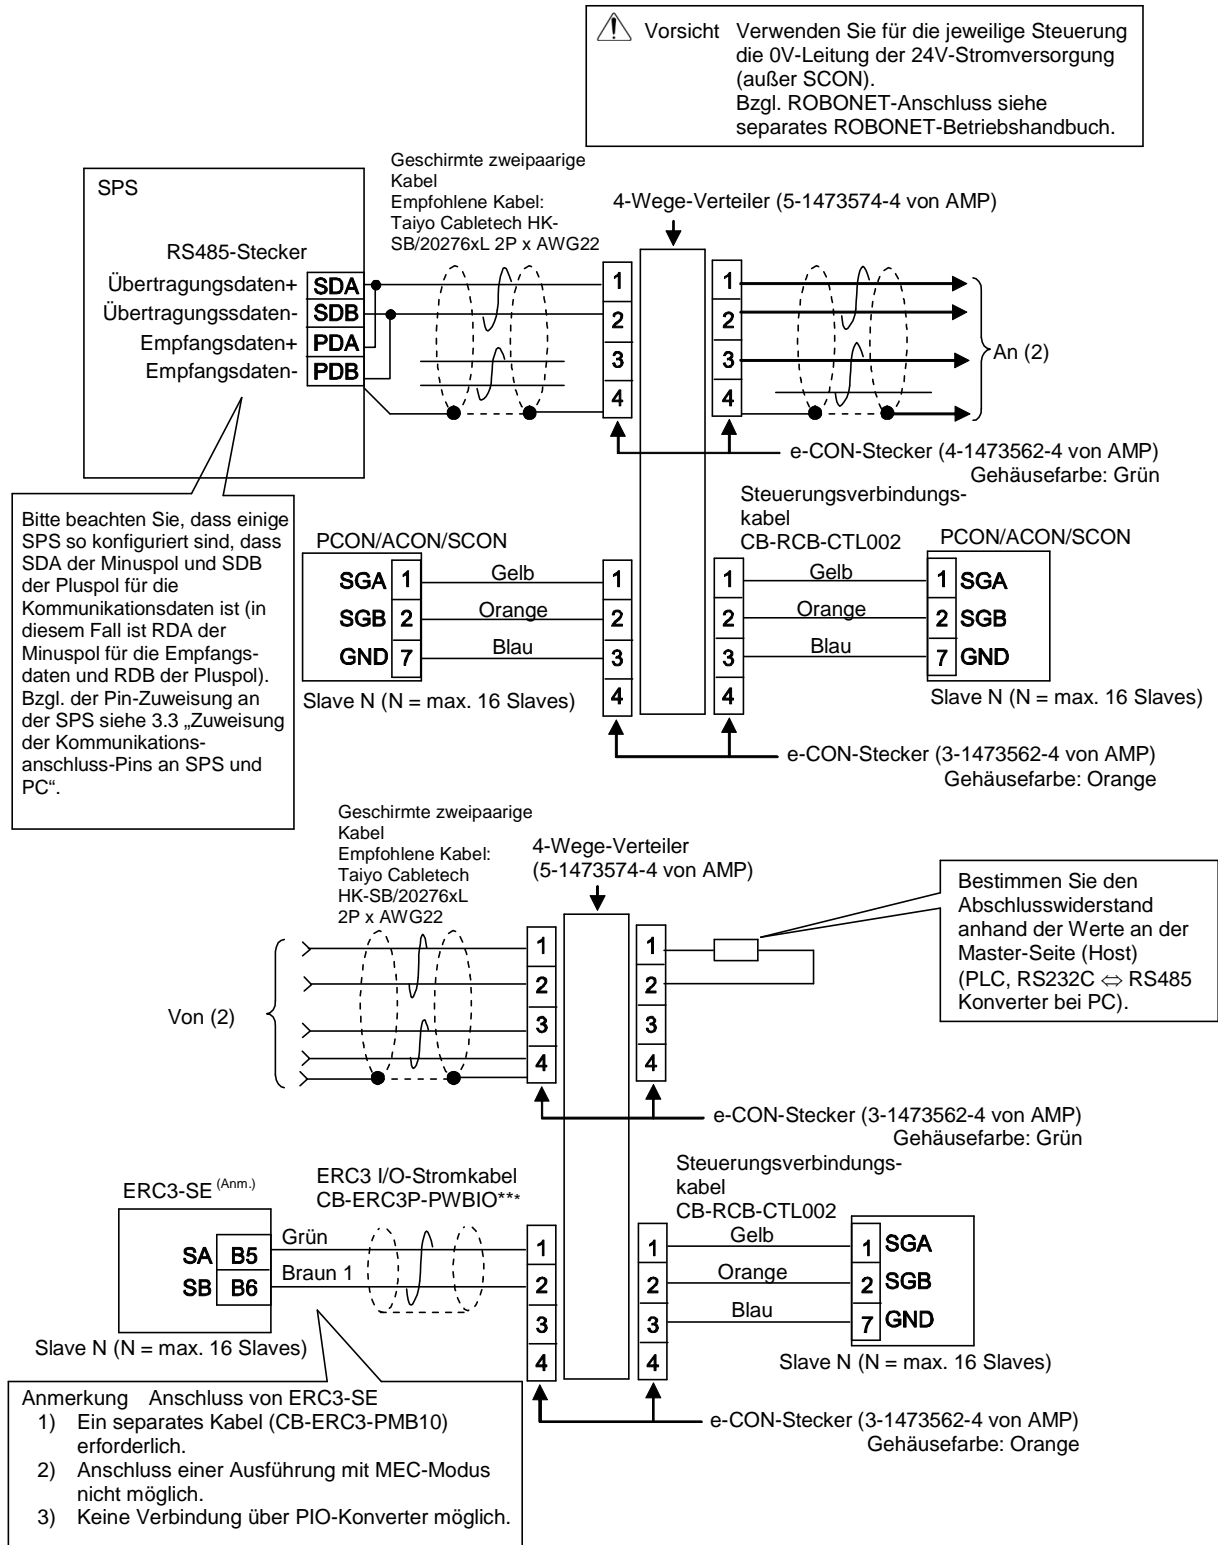 Vorsicht Verwenden Sie für die jeweilige Steuerung
die 0V-Leitung der 24V-Stromversorgung
(außer SCON).
Bzgl. ROBONET-Anschluss siehe
separates ROBONET-Betriebshandbuch.
Geschirmte zweipaarige
Kabel
Empfohlene Kabel:
Taiyo Cabletech HK-
SB/20276xL 2P x AWG22
4-Wege-Verteiler (5-1473574-4 von AMP)
SPS
RS485-Stecker
Übertragungsdaten+ SDA
Übertragungssdaten- SDB
Empfangsdaten+ PDA
Empfangsdaten- PDB
1
2
3
4
1
2
3
4
An (2)
e-CON-Stecker (4-1473562-4 von AMP)
Gehäusefarbe: Grün
Bitte beachten Sie, dass einige
SPS so konfiguriert sind, dass
SDA der Minuspol und SDB
der Pluspol für die
Kommunikationsdaten ist (in
diesem Fall ist RDA der
Minuspol für die Empfangs-
daten und RDB der Pluspol).
Bzgl. der Pin-Zuweisung an
der SPS siehe 3.3 „Zuweisung
der Kommunikations-
anschluss-Pins an SPS und
PC“.
PCON/ACON/SCON
SGA 1 Gelb 1
SGB 2 Orange 2
GND 7 Blau 3
4
Slave N (N = max. 16 Slaves)
Steuerungsverbindungs-
kabel
CB-RCB-CTL002
PCON/ACON/SCON
1 Gelb 1 SGA
2 Orange 2 SGB
3 Blau 7 GND
4
Slave N (N = max. 16 Slaves)
e-CON-Stecker (3-1473562-4 von AMP)
Gehäusefarbe: Orange
Geschirmte zweipaarige
Kabel
Empfohlene Kabel:
Taiyo Cabletech
HK-SB/20276xL
2P x AWG22
4-Wege-Verteiler
(5-1473574-4 von AMP)
Von (2)
1
2
3
4
1
2
3
4
Bestimmen Sie den
Abschlusswiderstand
anhand der Werte an der
Master-Seite (Host)
(PLC, RS232C ⇔ RS485
Konverter bei PC).
e-CON-Stecker (3-1473562-4 von AMP)
Gehäusefarbe: Grün
ERC3-SE (Anm.)
ERC3 I/O-Stromkabel
CB-ERC3P-PWBIO***
SA B5 Grün 1
SB B6 Braun 1 2
3
4
Slave N (N = max. 16 Slaves)
Steuerungsverbindungs-
kabel
CB-RCB-CTL002
1 Gelb 1 SGA
2 Orange 2 SGB
3 Blau 7 GND
4
Slave N (N = max. 16 Slaves)
e-CON-Stecker (3-1473562-4 von AMP)
Gehäusefarbe: Orange
Anmerkung Anschluss von ERC3-SE
1) Ein separates Kabel (CB-ERC3-PMB10)
erforderlich.
2) Anschluss einer Ausführung mit MEC-Modus
nicht möglich.
3) Keine Verbindung über PIO-Konverter möglich.